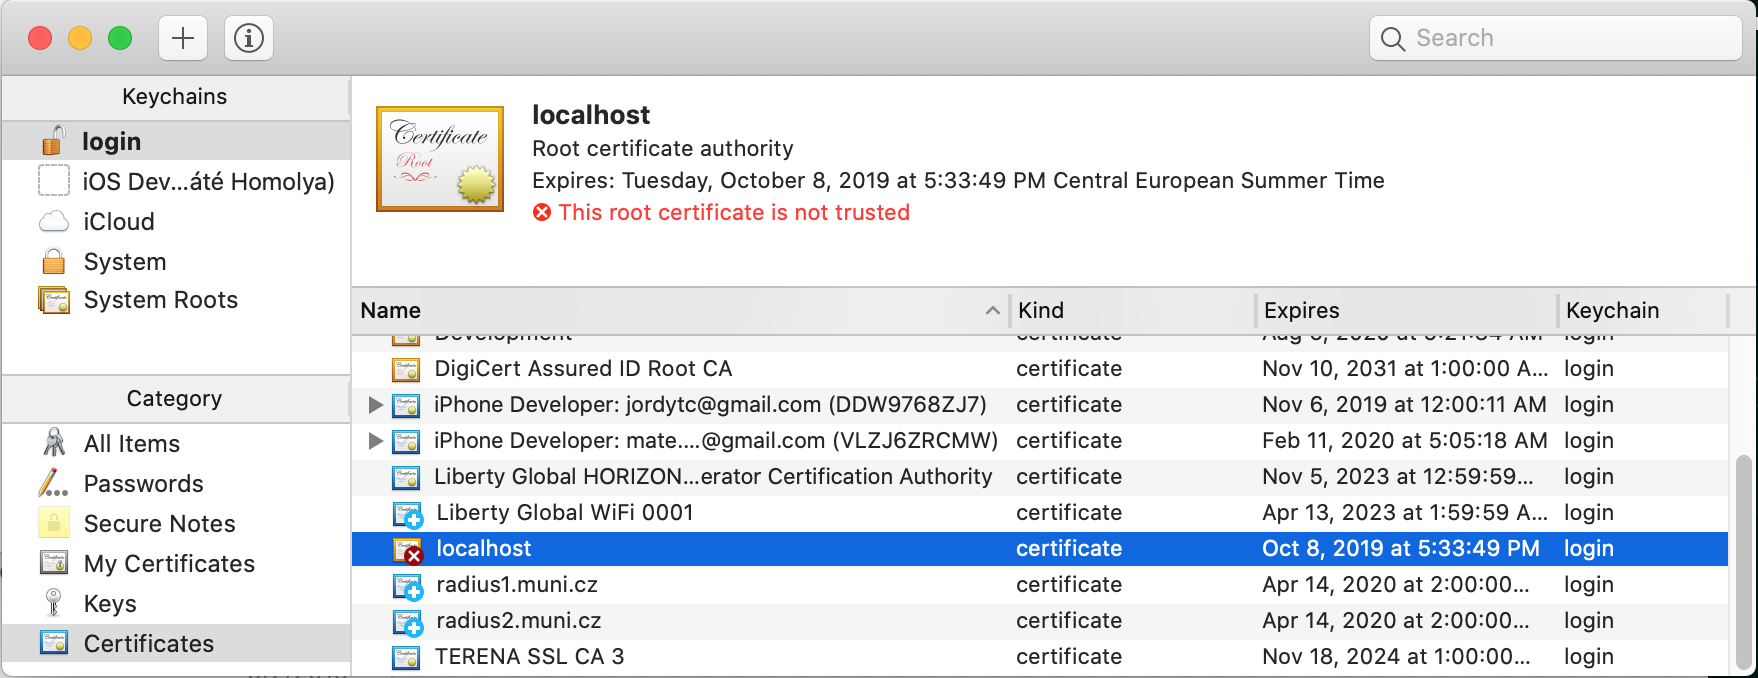 Search
Keychains
login
iOS Dev...áté Homolya)
iCloud
System
System Roots
Category
All Items
Passwords
Secure Notes
My Certificates
Keys
Certificates
Certificate
Root
localhost
Root certificate authority
Expires: Tuesday, October 8, 2019 at 5:33:49 PM Central European Summer Time
This root certificate is not trusted
Name Kind Expires Keychain
Development certificate login
DigiCert Assured ID Root CA certificate Nov 10, 2031 at 1:00:00 A... login
iPhone Developer: jordytc@gmail.com (DDW9768ZJ7) certificate Nov 6, 2019 at 12:00:11 AM login
iPhone Developer: mate....@gmail.com (VLZJ6ZRCMW) certificate Feb 11, 2020 at 5:05:18 AM login
Liberty Global HORIZON...erator Certification Authority certificate Nov 5, 2023 at 12:59:59... login
Liberty Global WiFi 0001 certificate Apr 13, 2023 at 1:59:59 A... login
localhost certificate Oct 8, 2019 at 5:33:49 PM login
radius1.muni.cz certificate Apr 14, 2020 at 2:00:00... login
radius2.muni.cz certificate Apr 14, 2020 at 2:00:00... login
TERENA SSL CA 3 certificate Nov 18, 2024 at 1:00:00... login